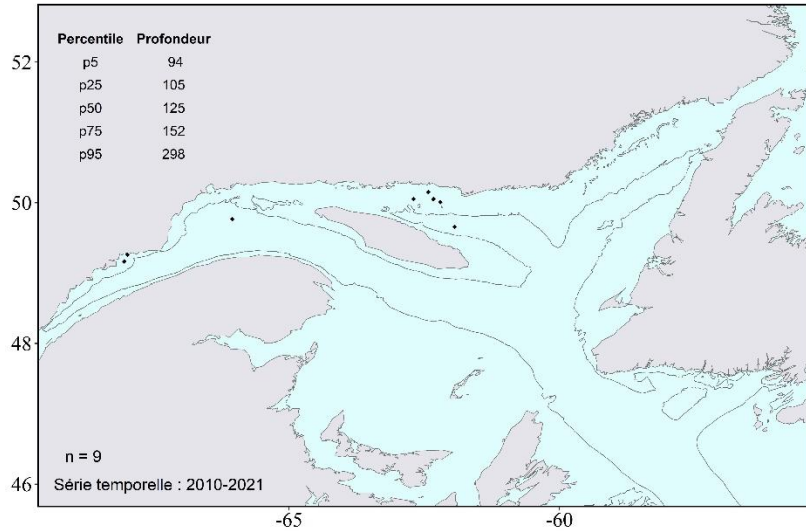 Percentile Profondeur
p5 94
p25 105
p50 125
p75 152
p95 298
52
50
48
46
n = 9
Série temporelle : 2010-2021
-65 -60